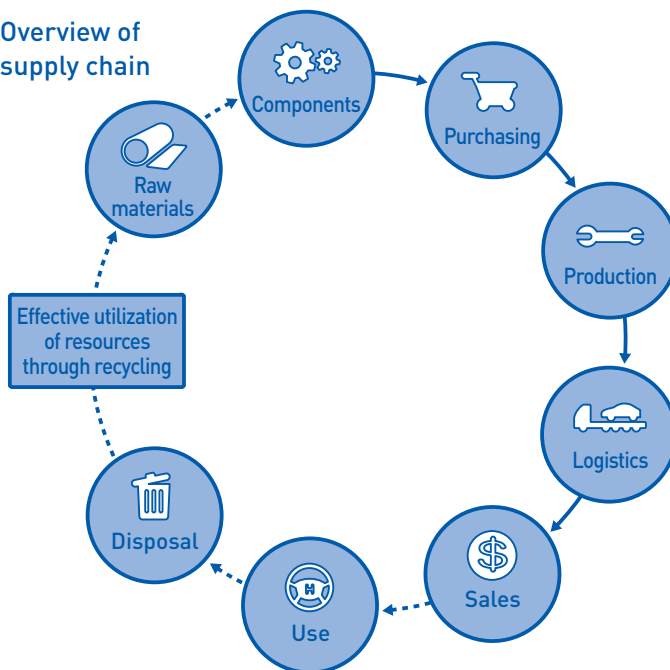 Overview of
supply chain
Components
Purchasing
Production
Logistics
Sales
Use
Disposal
Effective utilization
of resources
through recycling
Raw
materials
$
H